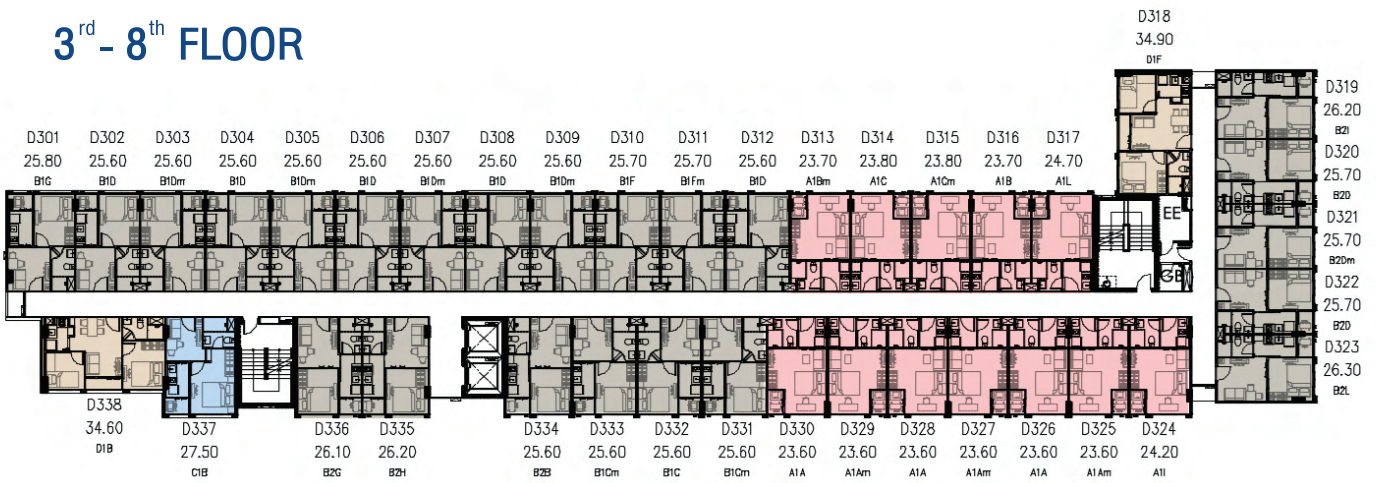 3rd - 8th FLOOR
D318
34.90
D1F
D301 D302 D303 D304 D305 D306 D307 D308 D309 D310 D311 D312 D313 D314 D315 D316 D317
25.80 25.60 25.60 25.60 25.60 25.60 25.60 25.60 25.60 25.70 25.70 25.60 23.70 23.80 23.80 23.70 24.70
B1G B1D B1Dm B1D B1Dm B1D B1Dm B1D B1Dm B1F B1Fm B1D A1Bm A1C A1Cm A1B A1L
D319
26.20
B2I
D320
25.70
B2D
D321
25.70
B2Dm
D322
25.70
B2D
D323
26.30
B2L
EE
GB
D338
34.60
D1B
D337 D336 D335 D334 D333 D332 D331 D330 D329 D328 D327 D326 D325 D324
27.50 26.10 26.20 25.60 25.60 25.60 25.60 23.60 23.60 23.60 23.60 23.60 23.60 24.20
C1B B2G B2H B2B B1Cm B1C B1Cm A1A A1Am A1A A1Am A1A A1Am A1I